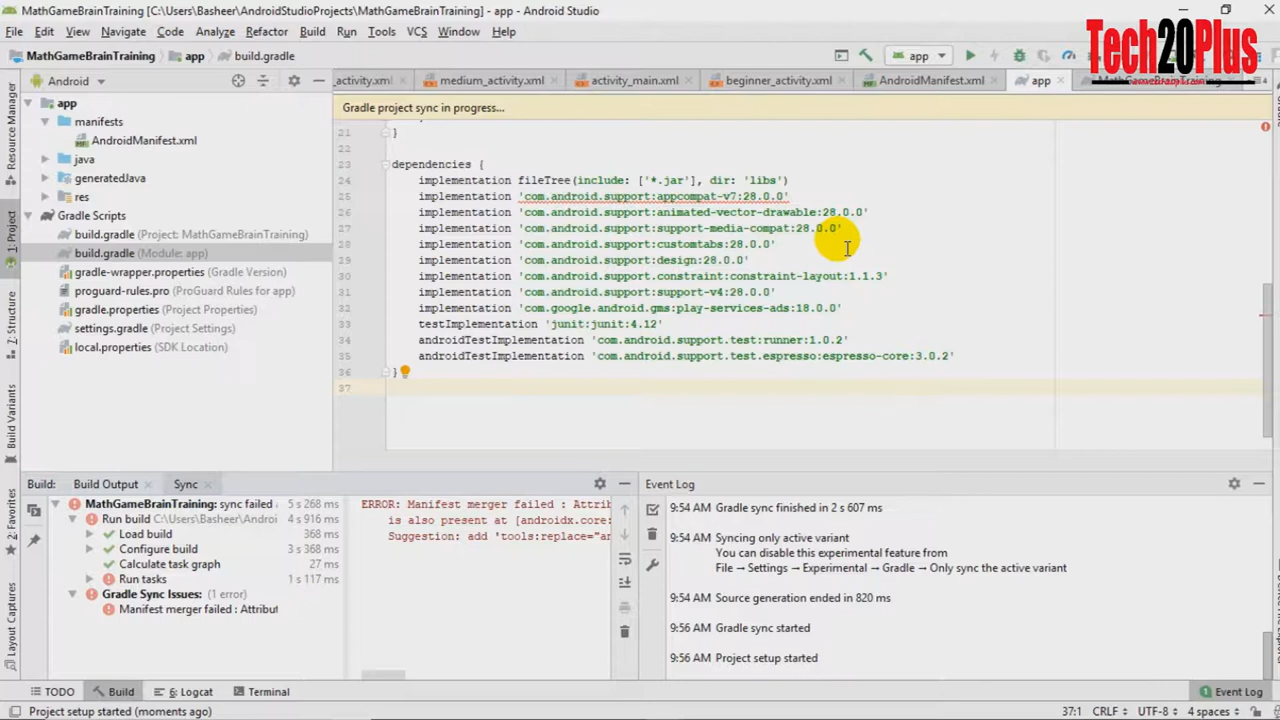 MathGameBrainTraining [C:\Users\Basheer\AndroidStudioProjects\MathGameBrainTraining] - app - Android Studio
File Edit View Navigate Code Analyze Refactor Build Run Tools VCS Window Help
Tech20Plus
MathGameBrainTraining app build.gradle
app
Android
_activity.xml medium_activity.xml activity_main.xml beginner_activity.xml AndroidManifest.xml app MathGameBrainTraining
Gradle project sync in progress...
app
manifests
AndroidManifest.xml
java
generatedJava
res
Gradle Scripts
build.gradle (Project: MathGameBrainTraining)
build.gradle (Module: app)
gradle-wrapper.properties (Gradle Version)
proguard-rules.pro (ProGuard Rules for app)
gradle.properties (Project Properties)
settings.gradle (Project Settings)
local.properties (SDK Location)
Resource Manager
1: Project
Z: Structure
Build Variants
2: Favorites
Layout Captures
21 }
22
23 dependencies {
24 implementation fileTree(include: ['*.jar'], dir: 'libs')
25 implementation 'com.android.support:appcompat-v7:28.0.0'
26 implementation 'com.android.support:animated-vector-drawable:28.0.0'
27 implementation 'com.android.support:support-media-compat:28.0.0'
28 implementation 'com.android.support:customtabs:28.0.0'
29 implementation 'com.android.support:design:28.0.0'
30 implementation 'com.android.support.constraint:constraint-layout:1.1.3'
31 implementation 'com.android.support:support-v4:28.0.0'
32 implementation 'com.google.android.gms:play-services-ads:18.0.0'
33 testImplementation 'junit:junit:4.12'
34 androidTestImplementation 'com.android.support.test:runner:1.0.2'
35 androidTestImplementation 'com.android.support.test.espresso:espresso-core:3.0.2'
36 }
37
Build: Build Output Sync
MathGameBrainTraining: sync failed 5 s 268 ms
Run build C:\Users\Basheer\Androi 4 s 916 ms
Load build 368 ms
Configure build 3 s 368 ms
Calculate task graph 27 ms
Run tasks 1 s 117 ms
Gradle Sync Issues: (1 error)
Manifest merger failed : Attribut
ERROR: Manifest merger failed : Attrib
is also present at [androidx.core:
Suggestion: add 'tools:replace="an
Event Log
9:54 AM Gradle sync finished in 2 s 607 ms
9:54 AM Syncing only active variant
You can disable this experimental feature from
File → Settings → Experimental → Gradle → Only sync the active variant
9:54 AM Source generation ended in 820 ms
9:56 AM Gradle sync started
9:56 AM Project setup started
TODO Build 6: Logcat Terminal Event Log
Project setup started (moments ago) 37:1 CRLF UTF-8 4 spaces